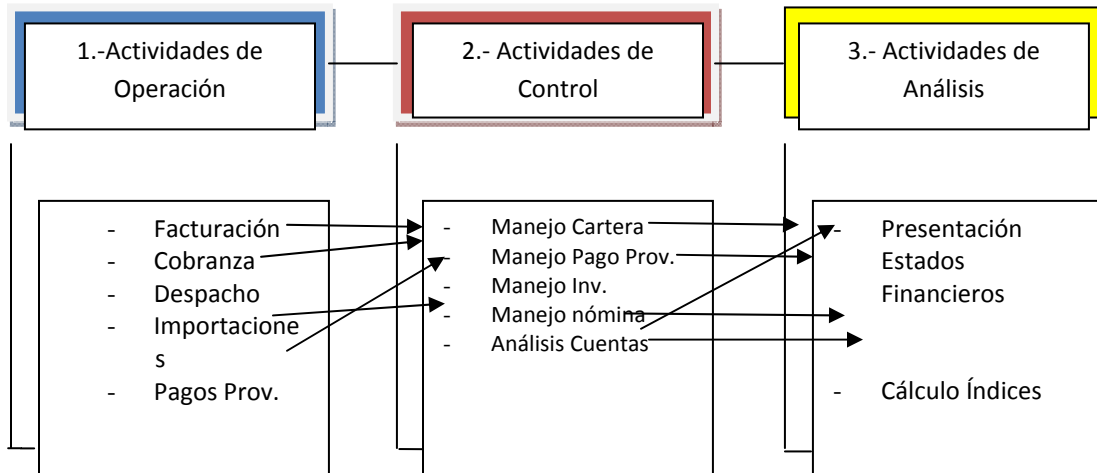 1.-Actividades de
Operación
2.- Actividades de
Control
3.- Actividades de
Análisis
- Facturación
- Cobranza
- Despacho
- Importacione
s
- Pagos Prov.
- Manejo Cartera
- Manejo Pago Prov.
- Manejo Inv.
- Manejo nómina
- Análisis Cuentas
- Presentación
Estados
Financieros
- Cálculo Índices